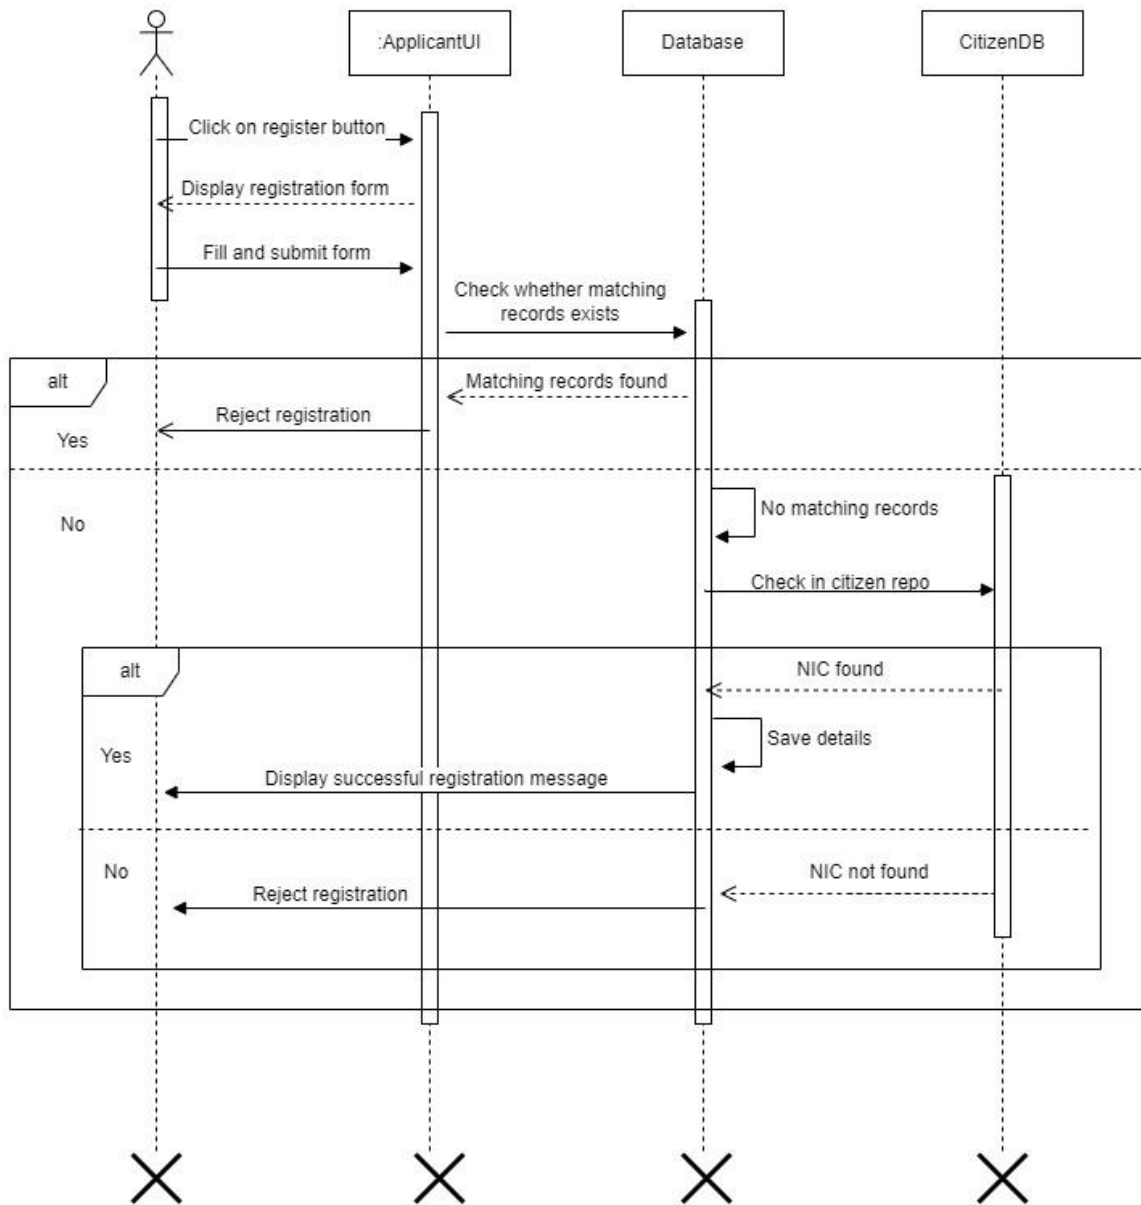 :ApplicantUI
Database
CitizenDB
Click on register button
Display registration form
Fill and submit form
Check whether matching
records exists
alt
Matching records found
Reject registration
Yes
No matching records
No
Check in citizen repo
alt
NIC found
Save details
Yes
Display successful registration message
No
NIC not found
Reject registration